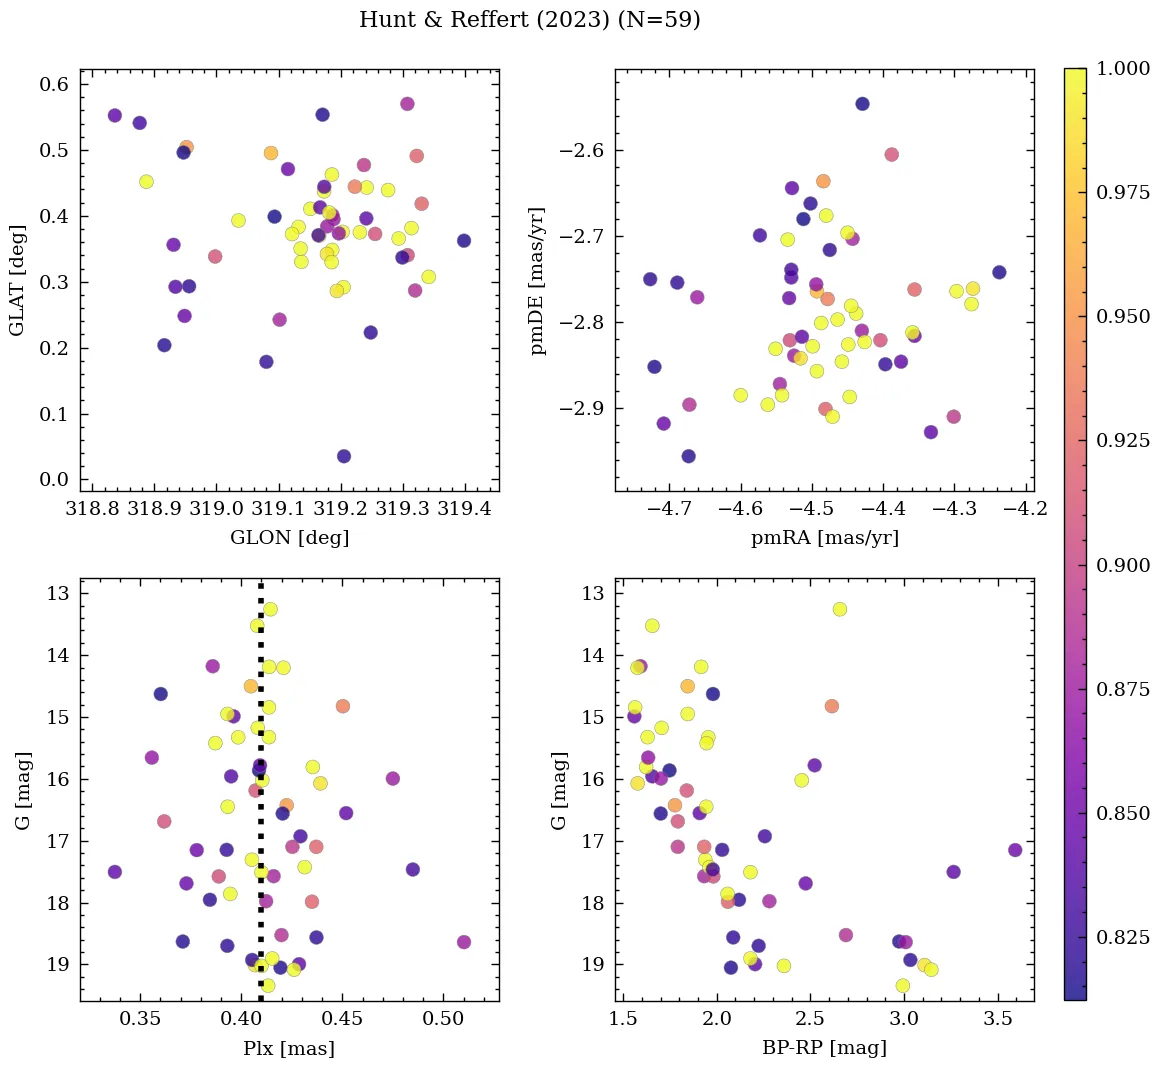 Hunt & Reffert (2023) (N=59)
0.6
0.5
0.4
0.3
0.2
0.1
0.0
GLAT [deg]
318.8 318.9 319.0 319.1 319.2 319.3 319.4
GLON [deg]
−2.6
−2.7
−2.8
−2.9
pmDE [mas/yr]
−4.7 −4.6 −4.5 −4.4 −4.3 −4.2
pmRA [mas/yr]
13
14
15
16
17
18
19
G [mag]
0.35 0.40 0.45 0.50
Plx [mas]
13
14
15
16
17
18
19
G [mag]
1.5 2.0 2.5 3.0 3.5
BP-RP [mag]
1.000
0.975
0.950
0.925
0.900
0.875
0.850
0.825